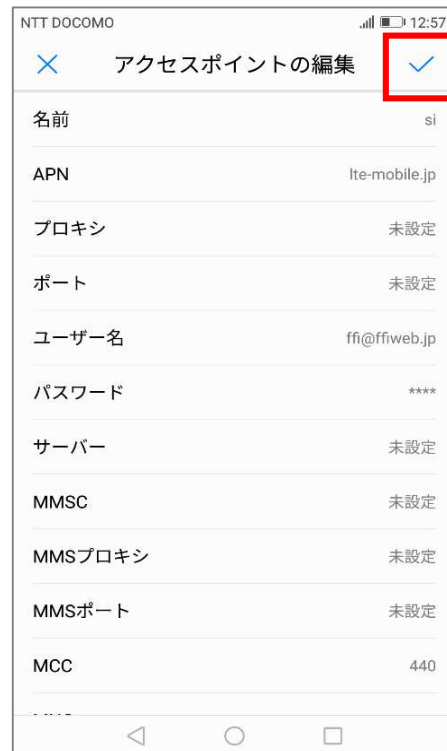 NTT DOCOMO 12:57
アクセスポイントの編集
名前 si
APN lte-mobile.jp
プロキシ 未設定
ポート 未設定
ユーザー名 ffi@ffiweb.jp
パスワード ****
サーバー 未設定
MMSC 未設定
MMSプロキシ 未設定
MMSポート 未設定
MCC 440